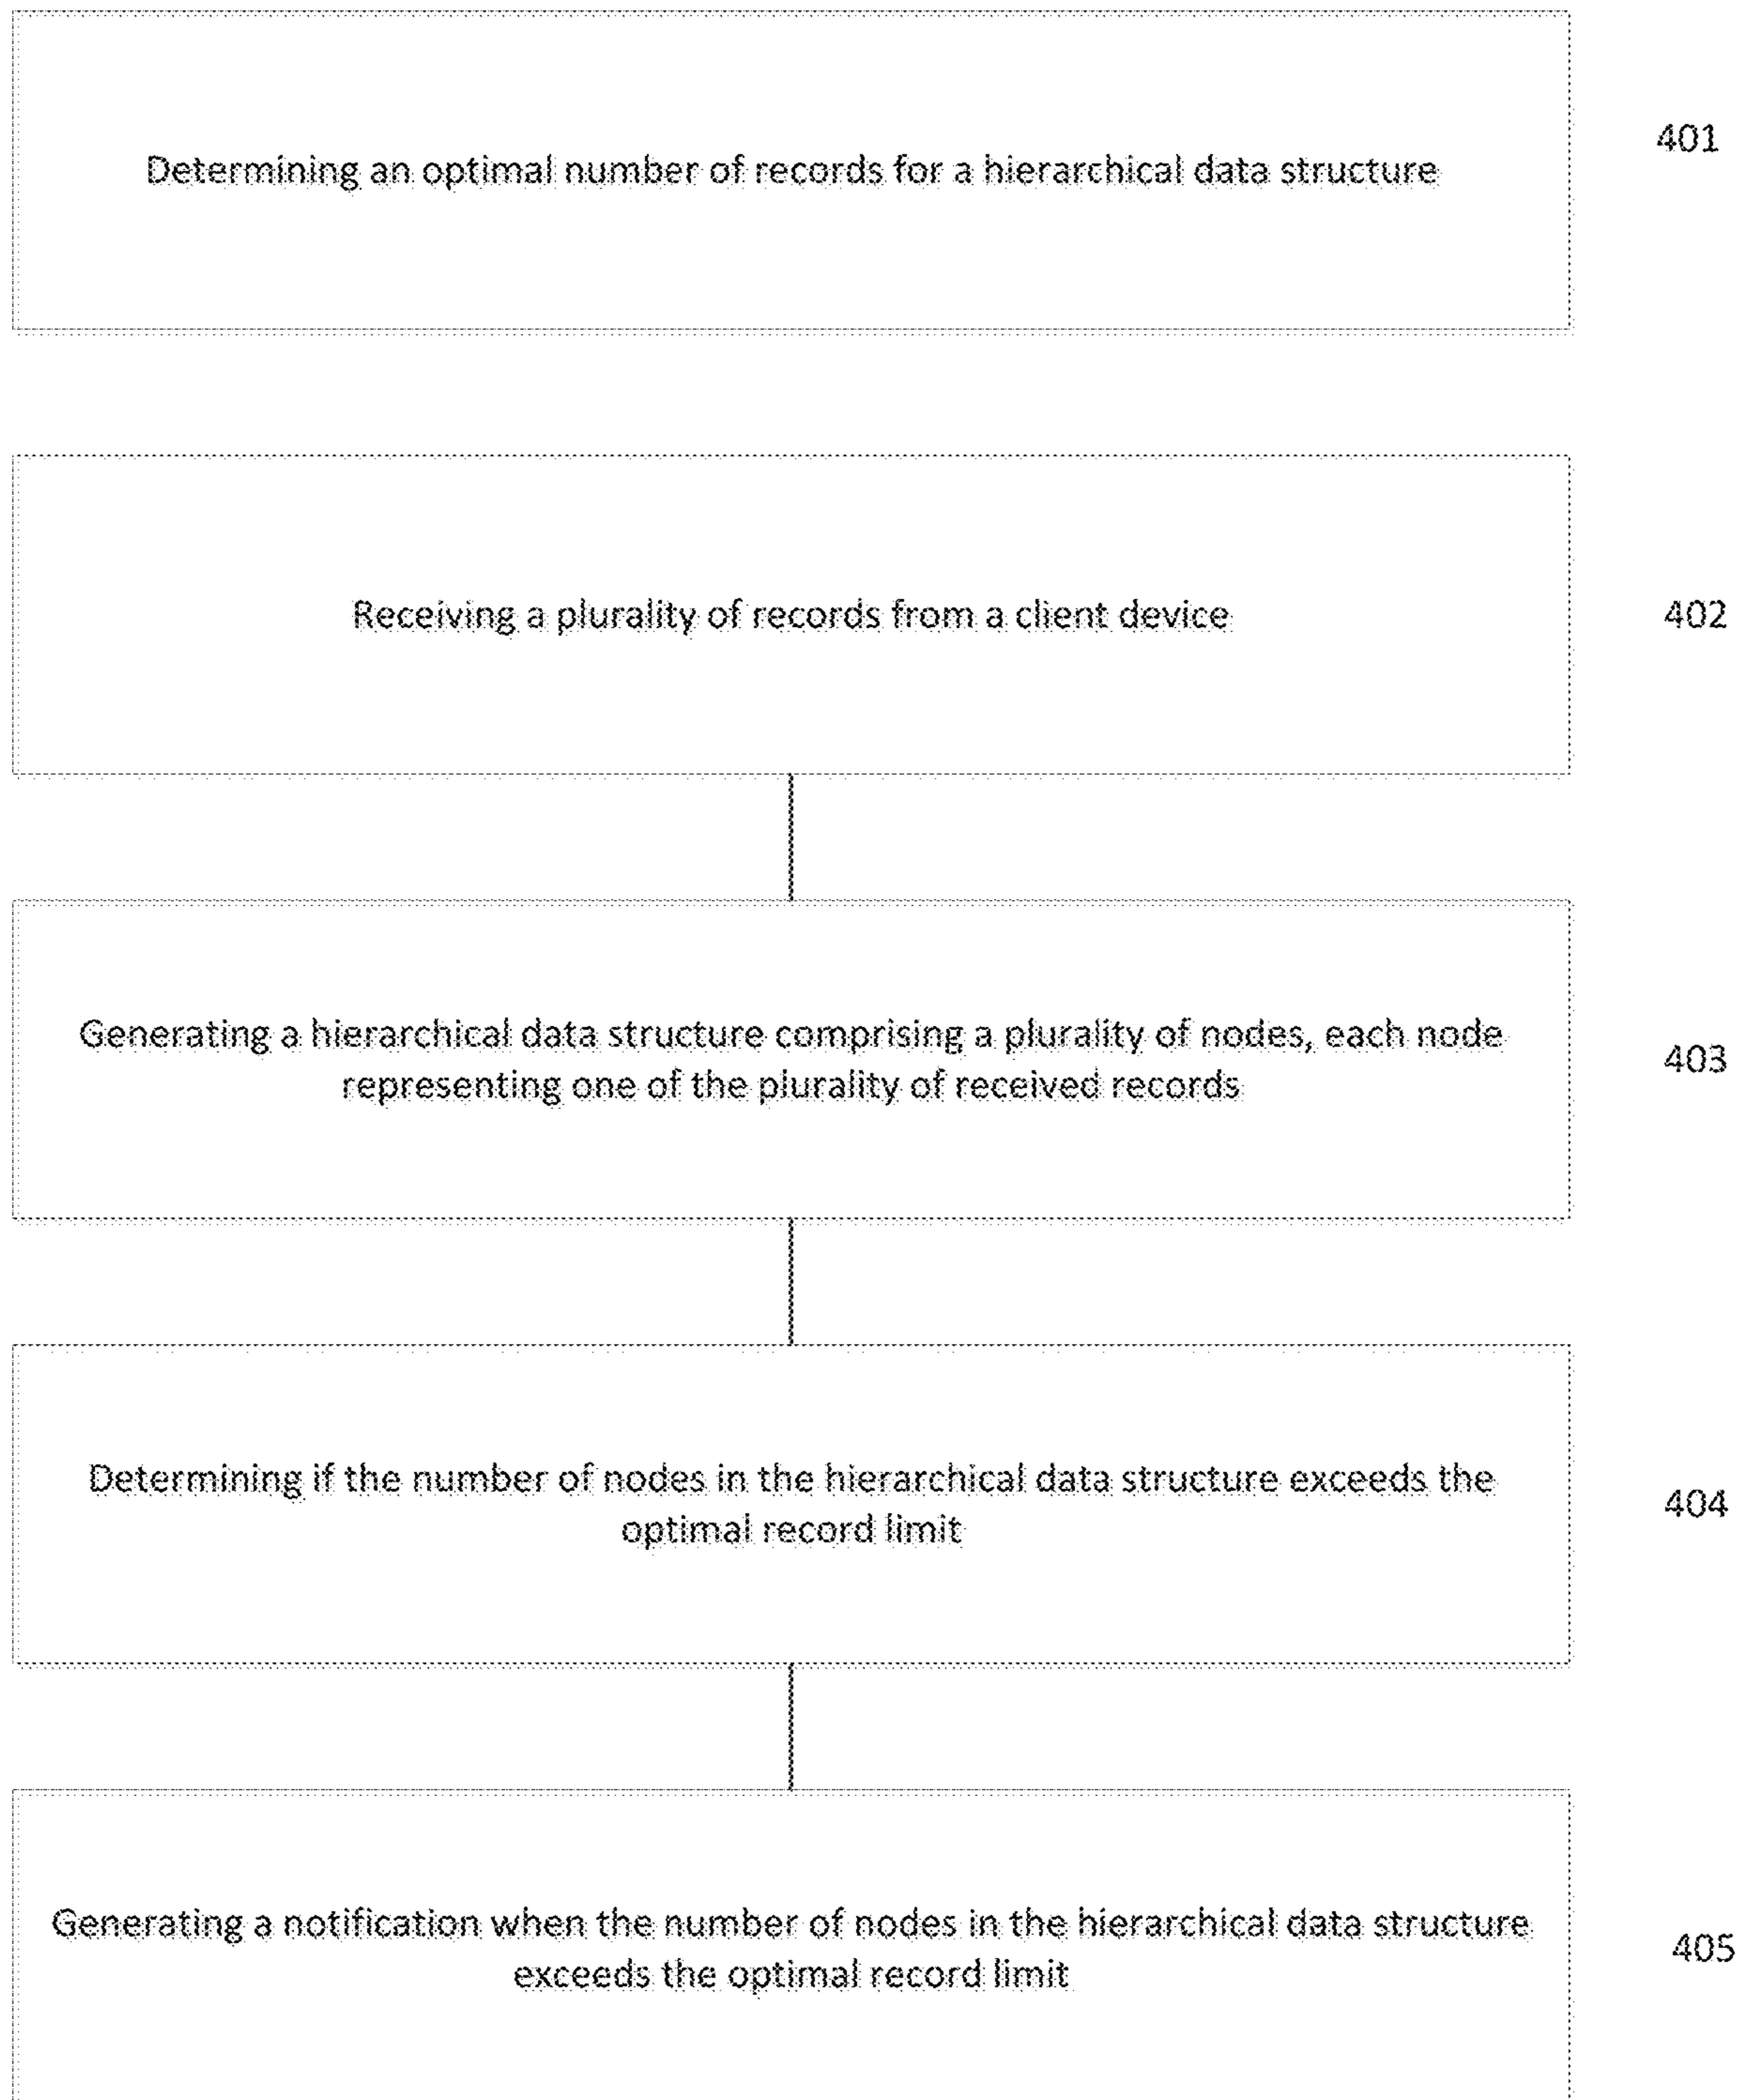 Determining an optimal number of records for a hierarchical data structure
401
Receiving a plurality of records from a client device
402
Generating a hierarchical data structure comprising a plurality of nodes, each node
representing one of the plurality of received records
403
Determining if the number of nodes in the hierarchical data structure exceeds the
optimal record limit
404
Generating a notification when the number of nodes in the hierarchical data structure
exceeds the optimal record limit
405